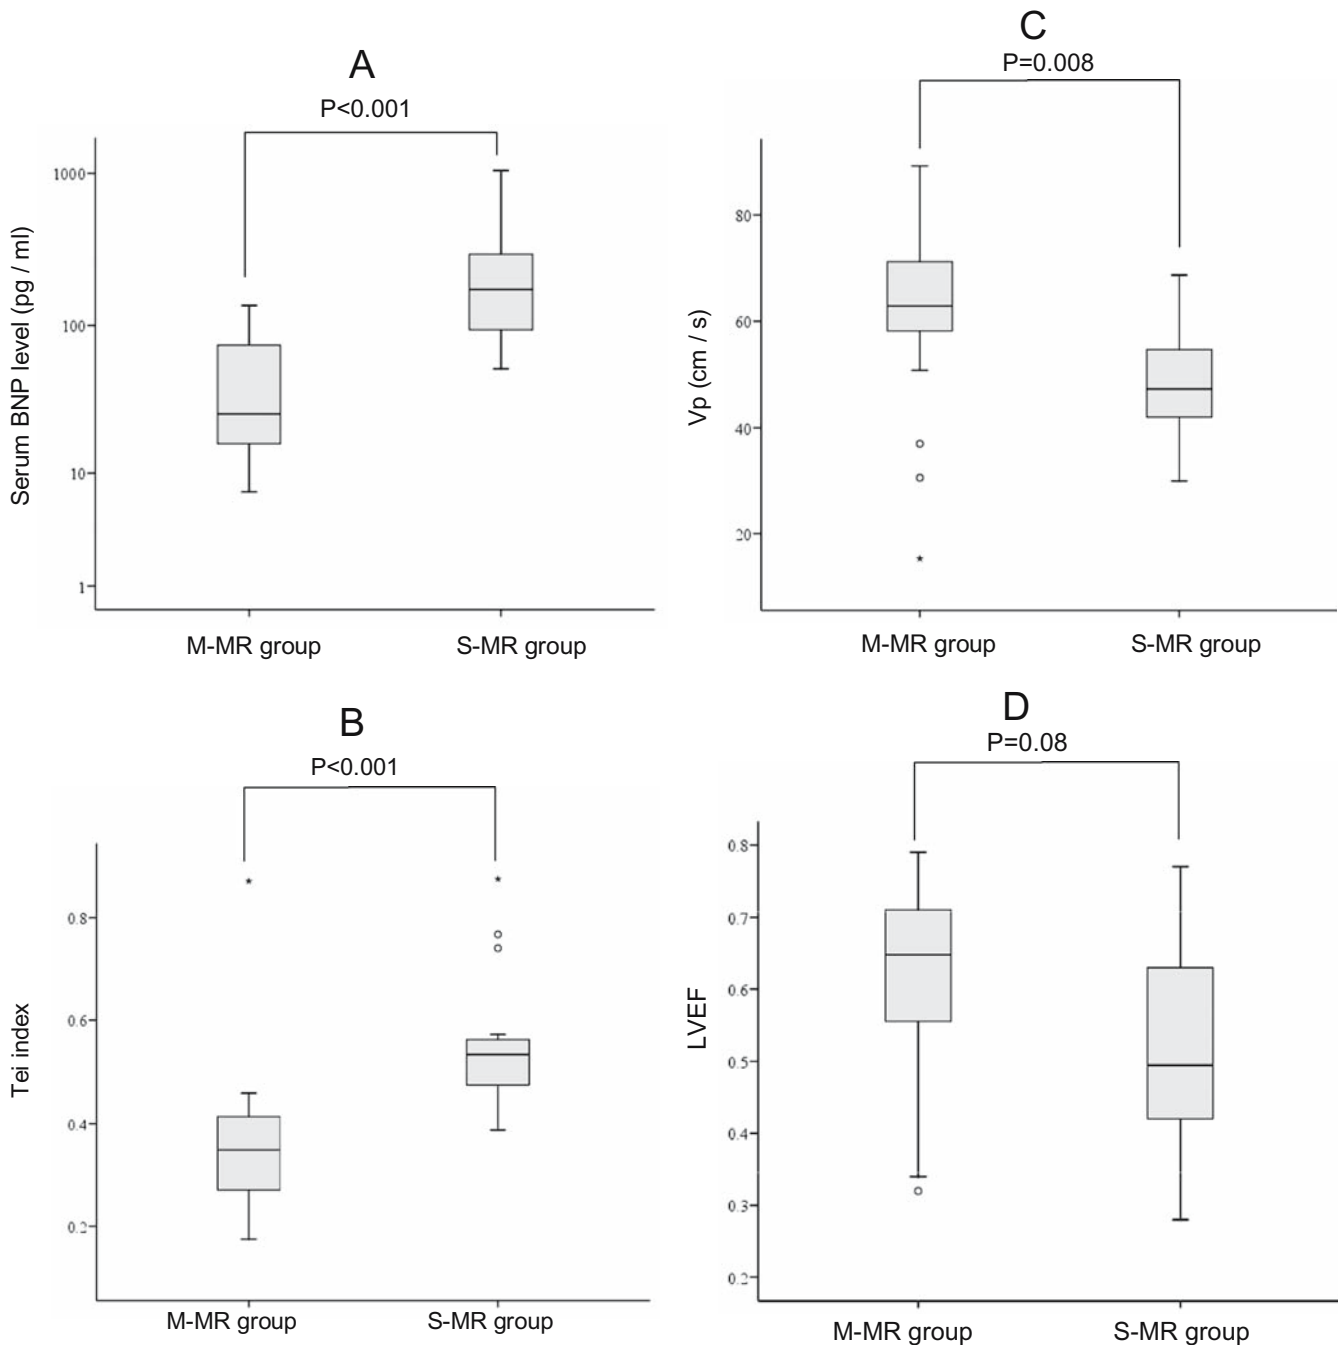 A
P<0.001
Serum BNP level (pg / ml)
1000
100
10
1
M-MR group
S-MR group
C
P=0.008
Vp (cm / s)
80
60
40
20
M-MR group
S-MR group
B
P<0.001
Tei index
0.8
0.6
0.4
0.2
M-MR group
S-MR group
D
P=0.08
LVEF
0.8
0.7
0.6
0.5
0.4
0.3
0.2
M-MR group
S-MR group